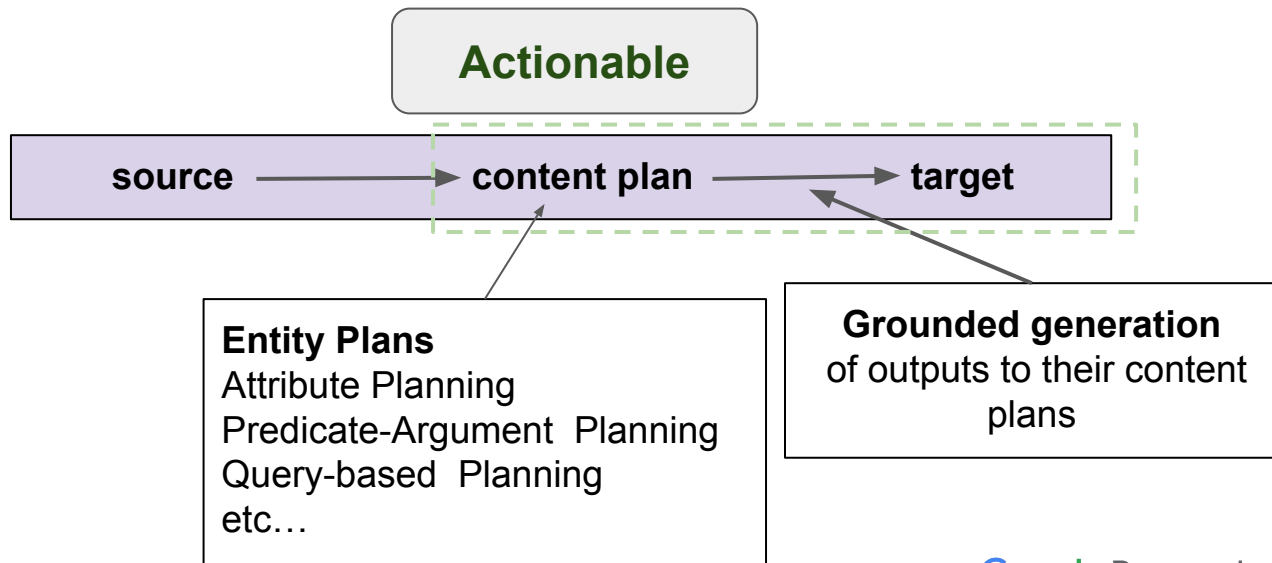 Actionable
source content plan target
Entity Plans
Attribute Planning
Predicate-Argument Planning
Query-based Planning
etc…
Grounded generation
of outputs to their content
plans